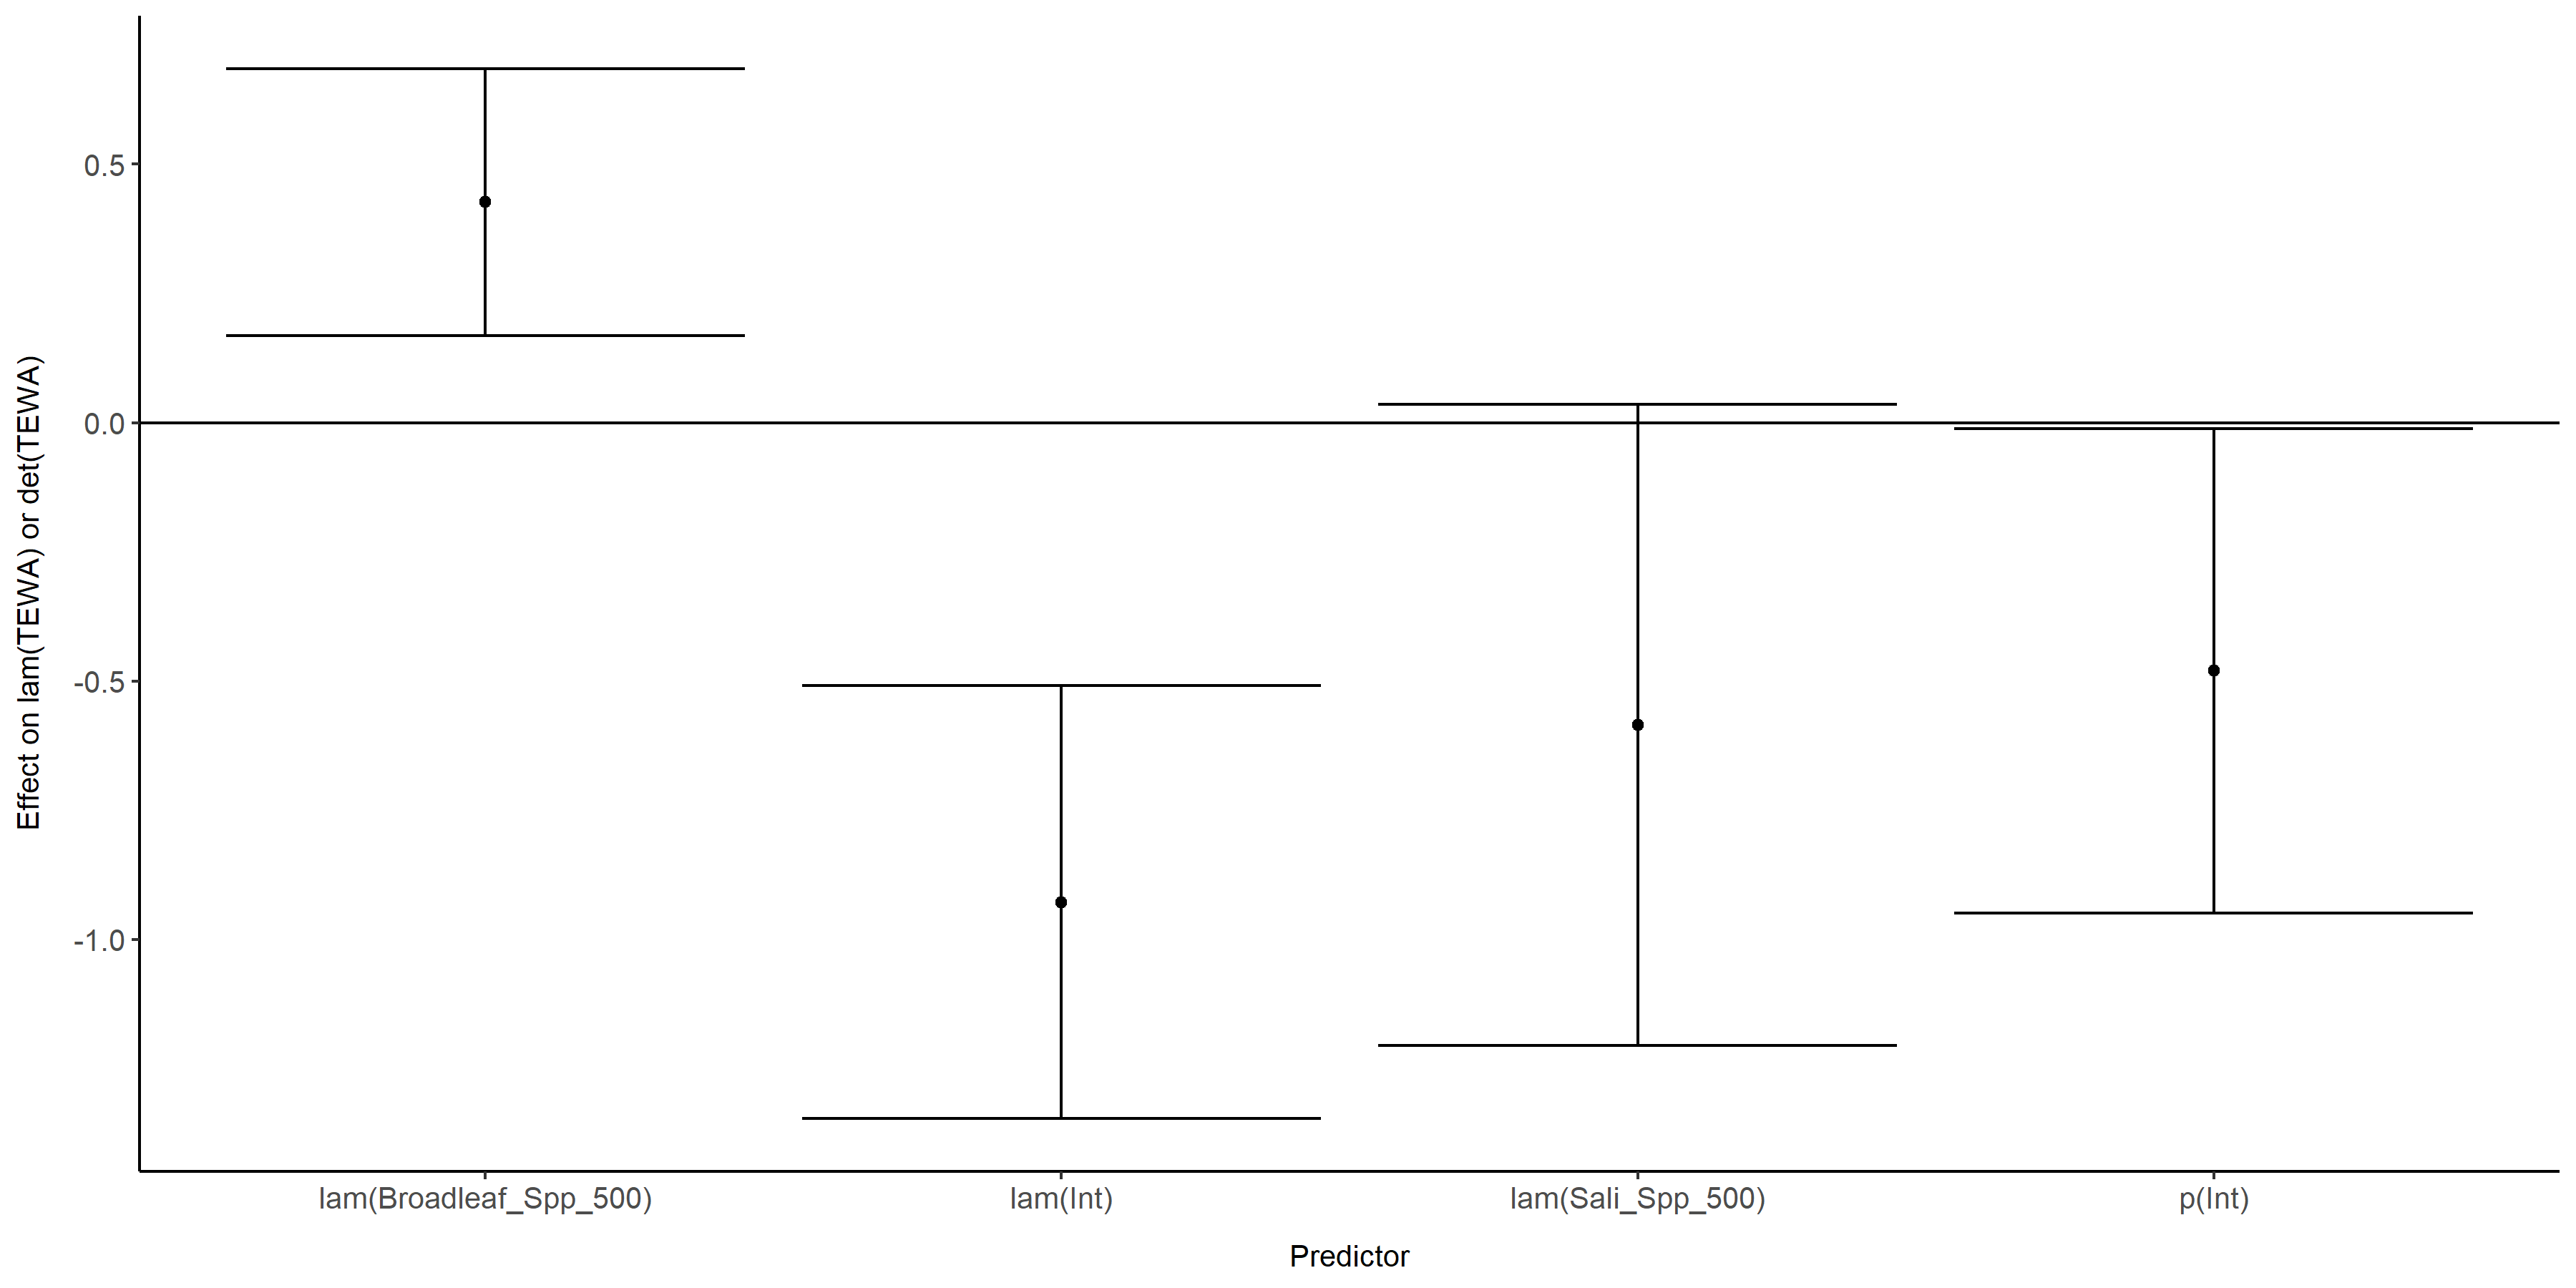 Effect on lam(TEWA) or det(TEWA)
0.5
0.0
-0.5
-1.0
lam(Broadleaf_Spp_500)
lam(Int)
lam(Sali_Spp_500)
p(Int)
Predictor